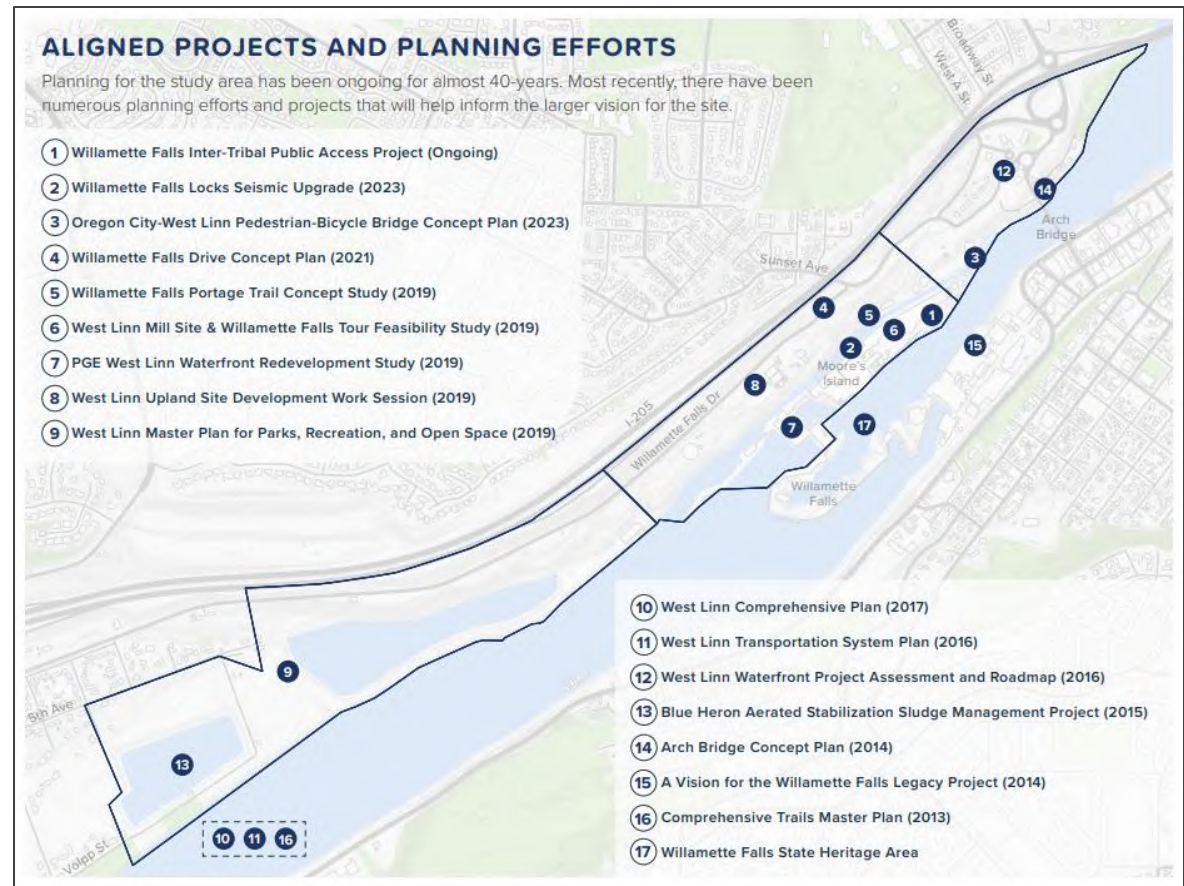 ALIGNED PROJECTS AND PLANNING EFFORTS
Planning for the study area has been ongoing for almost 40-years. Most recently, there have been
numerous planning efforts and projects that will help inform the larger vision for the site.
1 Willamette Falls Inter-Tribal Public Access Project (Ongoing)
2 Willamette Falls Locks Seismic Upgrade (2023)
3 Oregon City-West Linn Pedestrian-Bicycle Bridge Concept Plan (2023)
4 Willamette Falls Drive Concept Plan (2021)
5 Willamette Falls Portage Trail Concept Study (2019)
6 West Linn Mill Site & Willamette Falls Tour Feasibility Study (2019)
7 PGE West Linn Waterfront Redevelopment Study (2019)
8 West Linn Upland Site Development Work Session (2019)
9 West Linn Master Plan for Parks, Recreation, and Open Space (2019)
Broadway St
West A St.
12
14
Arch
Bridge
3
Sunset Ave
4
5
1
6
15
2
Moore's
Island
8
I-205
Willamette Falls Dr
7
17
Willamette
Falls
9
5th Ave
13
10 11 16
Volpp St
10 West Linn Comprehensive Plan (2017)
11 West Linn Transportation System Plan (2016)
12 West Linn Waterfront Project Assessment and Roadmap (2016)
13 Blue Heron Aerated Stabilization Sludge Management Project (2015)
14 Arch Bridge Concept Plan (2014)
15 A Vision for the Willamette Falls Legacy Project (2014)
16 Comprehensive Trails Master Plan (2013)
17 Willamette Falls State Heritage Area